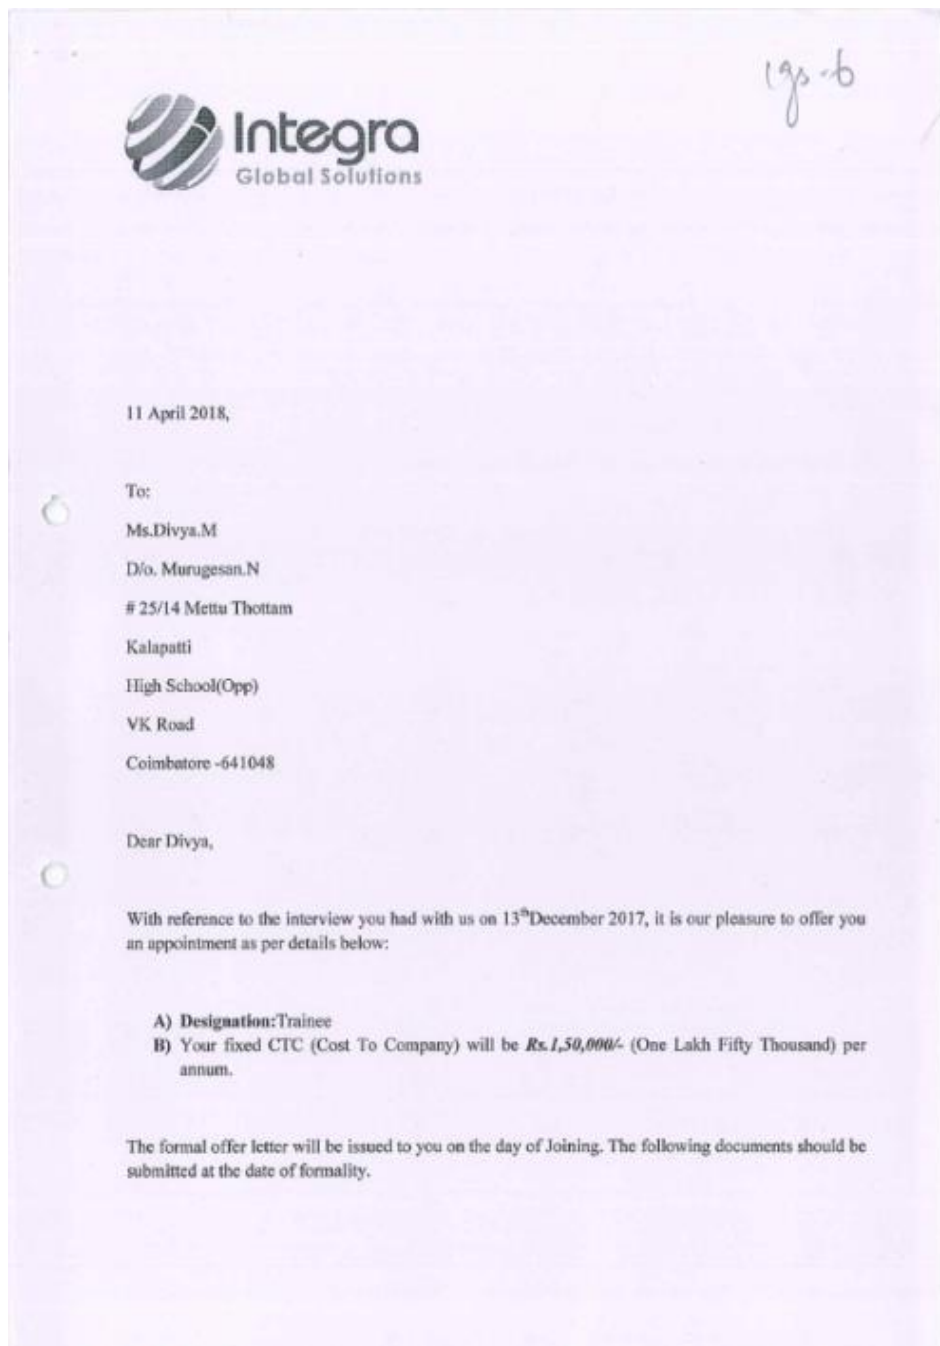 Igs-6
Integra
Global Solutions
11 April 2018,
To:
Ms.Divya.M
D/o. Murugesan.N
# 25/14 Mettu Thottam
Kalapatti
High School(Opp)
VK Road
Coimbatore -641048
Dear Divya,
With reference to the interview you had with us on 13thDecember 2017, it is our pleasure to offer you
an appointment as per details below:
A) Designation:Trainee
B) Your fixed CTC (Cost To Company) will be Rs.1,50,000/- (One Lakh Fifty Thousand) per
annum.
The formal offer letter will be issued to you on the day of Joining. The following documents should be
submitted at the date of formality.